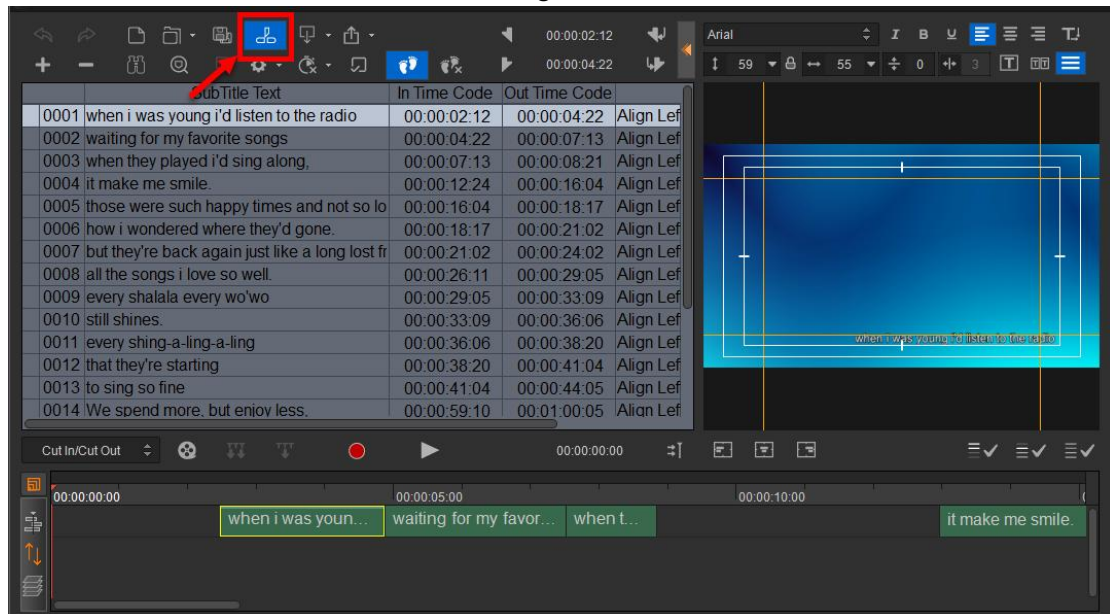 00:00:02:12
Arial
00:00:04:22
59
55
0
3
SubTitle Text In Time Code Out Time Code
0001 when i was young i'd listen to the radio 00:00:02:12 00:00:04:22 Align Lef
0002 waiting for my favorite songs 00:00:04:22 00:00:07:13 Align Lef
0003 when they played i'd sing along, 00:00:07:13 00:00:08:21 Align Lef
0004 it make me smile. 00:00:12:24 00:00:16:04 Align Lef
0005 those were such happy times and not so lo 00:00:16:04 00:00:18:17 Align Lef
0006 how i wondered where they'd gone. 00:00:18:17 00:00:21:02 Align Lef
0007 but they're back again just like a long lost fr 00:00:21:02 00:00:24:02 Align Lef
0008 all the songs i love so well. 00:00:26:11 00:00:29:05 Align Lef
0009 every shalala every wo'wo 00:00:29:05 00:00:33:09 Align Lef
0010 still shines. 00:00:33:09 00:00:36:06 Align Lef
0011 every shing-a-ling-a-ling 00:00:36:06 00:00:38:20 Align Lef
0012 that they're starting 00:00:38:20 00:00:41:04 Align Lef
0013 to sing so fine 00:00:41:04 00:00:44:05 Align Lef
0014 We spend more, but enjoy less. 00:00:59:10 00:01:00:05 Align Lef
when i was young i'd listen to the radio
Cut In/Cut Out 00:00:00:00
00:00:00:00 00:00:05:00 00:00:10:00
when i was youn... waiting for my favor... when t... it make me smile.